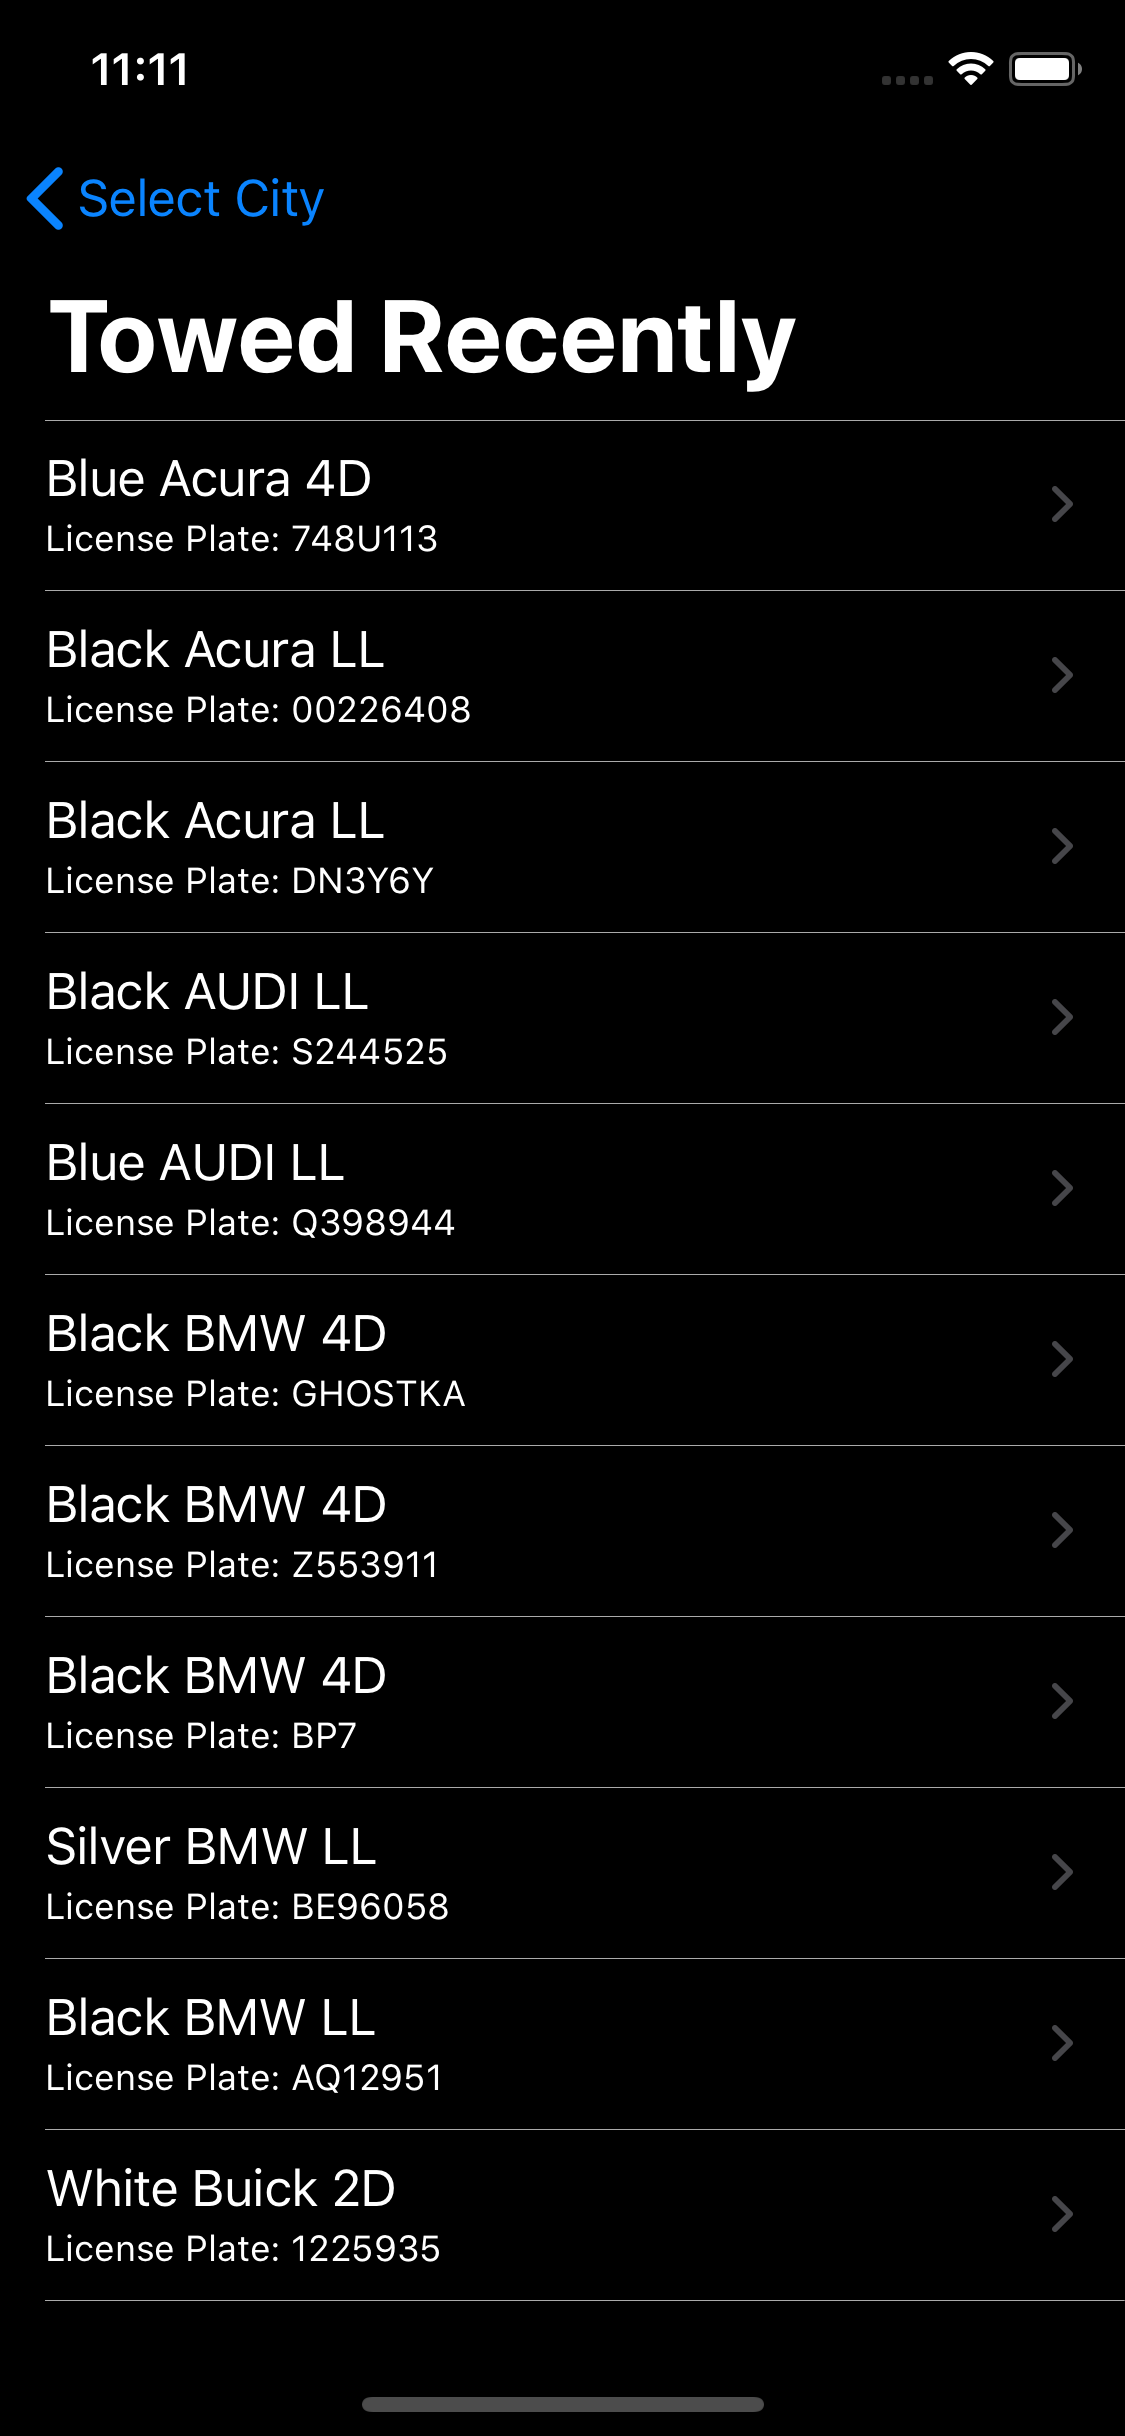 11:11
Select City
Towed Recently
Blue Acura 4D
License Plate: 748U113
Black Acura LL
License Plate: 00226408
Black Acura LL
License Plate: DN3Y6Y
Black AUDI LL
License Plate: S244525
Blue AUDI LL
License Plate: Q398944
Black BMW 4D
License Plate: GHOSTKA
Black BMW 4D
License Plate: Z553911
Black BMW 4D
License Plate: BP7
Silver BMW LL
License Plate: BE96058
Black BMW LL
License Plate: AQ12951
White Buick 2D
License Plate: 1225935